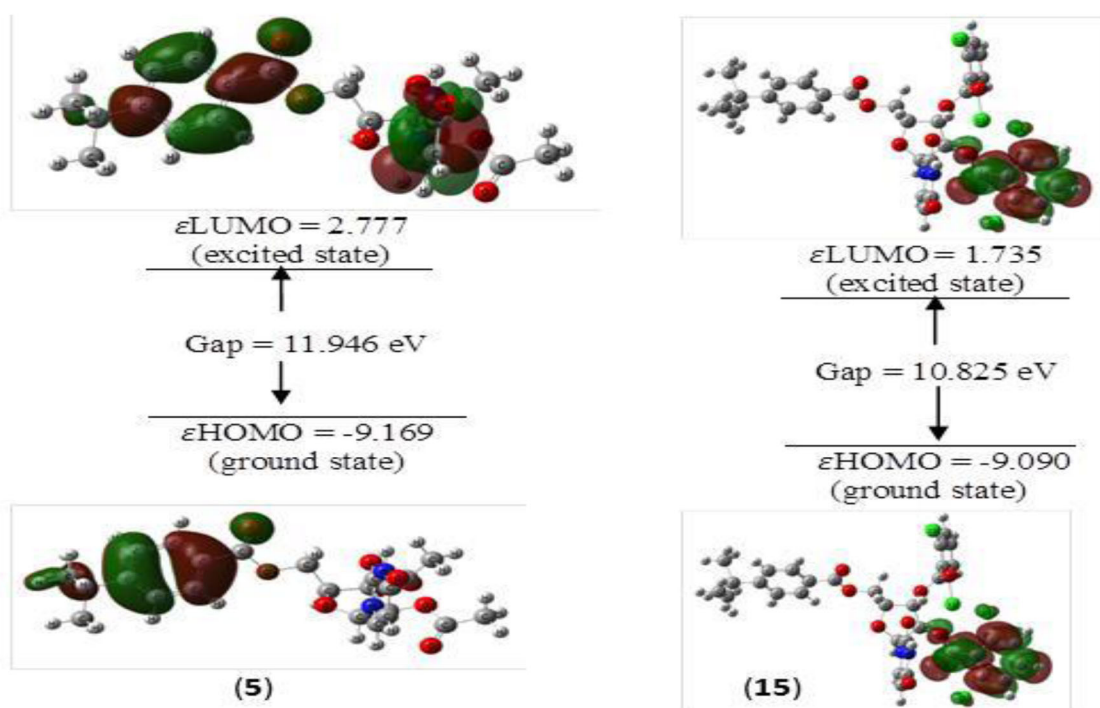 εLUMO = 2.777
(excited state)
Gap = 11.946 eV
εHOMO = -9.169
(ground state)
(5)
εLUMO = 1.735
(excited state)
Gap = 10.825 eV
εHOMO = -9.090
(ground state)
(15)